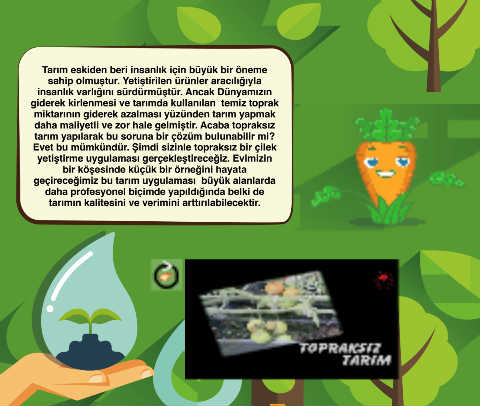 Tarım eskiden beri insanlık için büyük bir öneme
sahip olmuştur. Yetiştirilen ürünler aracılığıyla
insanlık varlığını sürdürmüştür. Ancak Dünyamızın
giderek kirlenmesi ve tarımda kullanılan temiz toprak
miktarının giderek azalması yüzünden tarım yapmak
daha maliyetli ve zor hale gelmiştir. Acaba topraksız
tarım yapılarak bu soruna bir çözüm bulunabilir mi?
Evet bu mümkündür. Şimdi sizinle topraksız bir çilek
yetiştirme uygulaması gerçekleştireceğiz. Evimizin
bir köşesinde küçük bir örneğini hayata
geçireceğimiz bu tarım uygulaması büyük alanlarda
daha profesyonel biçimde yapıldığında belki de
tarımın kalitesini ve verimini arttırılabilecektir.
TOPRAKSIZ
TARIM